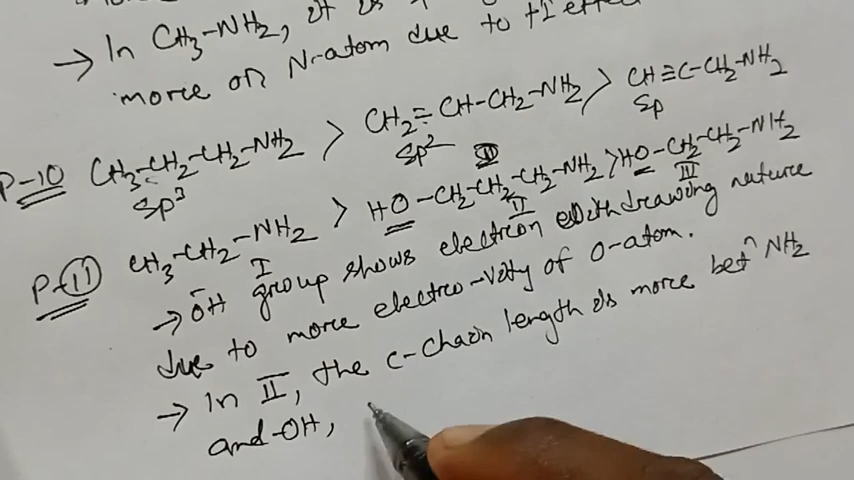 → In CH3-NH2, it is
more on N-atom due to +I effect
P-10 CH3-CH2-CH2-NH2 > CH2=CH-CH2-NH2 > CH≡C-CH2-NH2
sp3 sp2 sp
P-11 CH3-CH2-NH2 > HO-CH2-CH2-CH2-NH2 > HO-CH2-CH2-NH2
I II III
→ OH group shows electron withdrawing nature
due to more electro-vity of O-atom.
→ In II, the C-chain length is more betn NH2
and -OH,